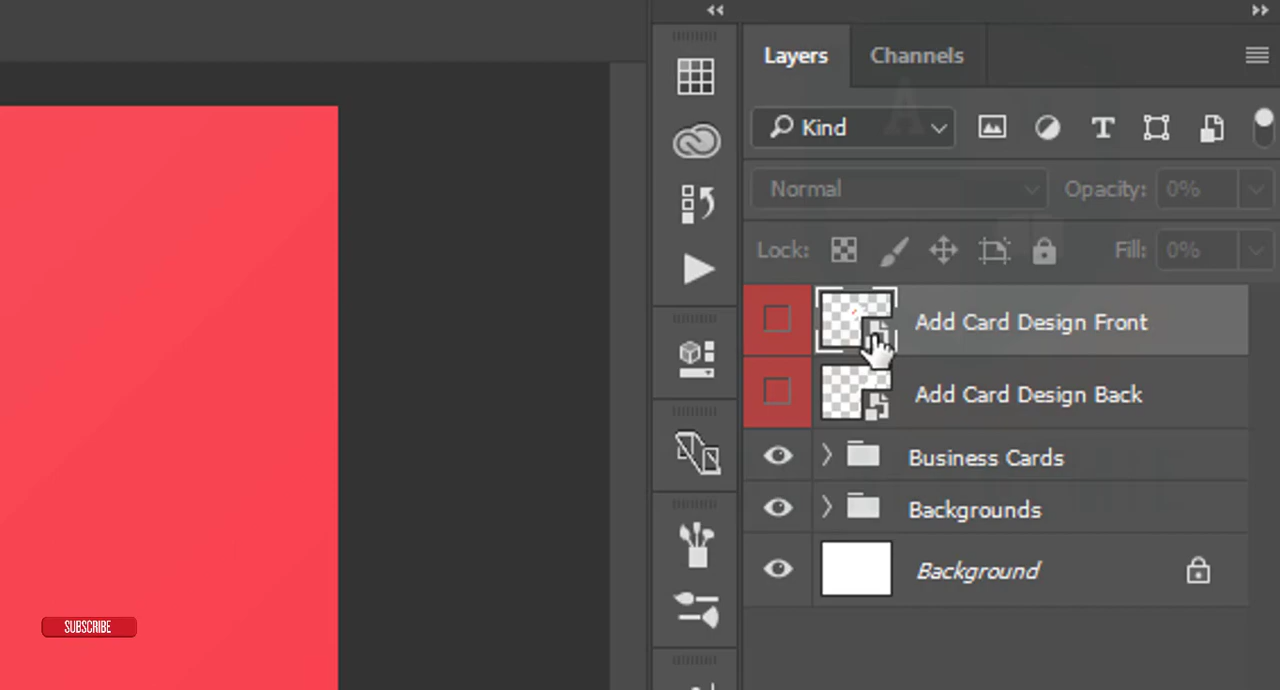 Layers
Channels
Kind
Normal
Opacity: 0%
Lock:
Fill: 0%
Add Card Design Front
Add Card Design Back
Business Cards
Backgrounds
Background
SUBSCRIBE